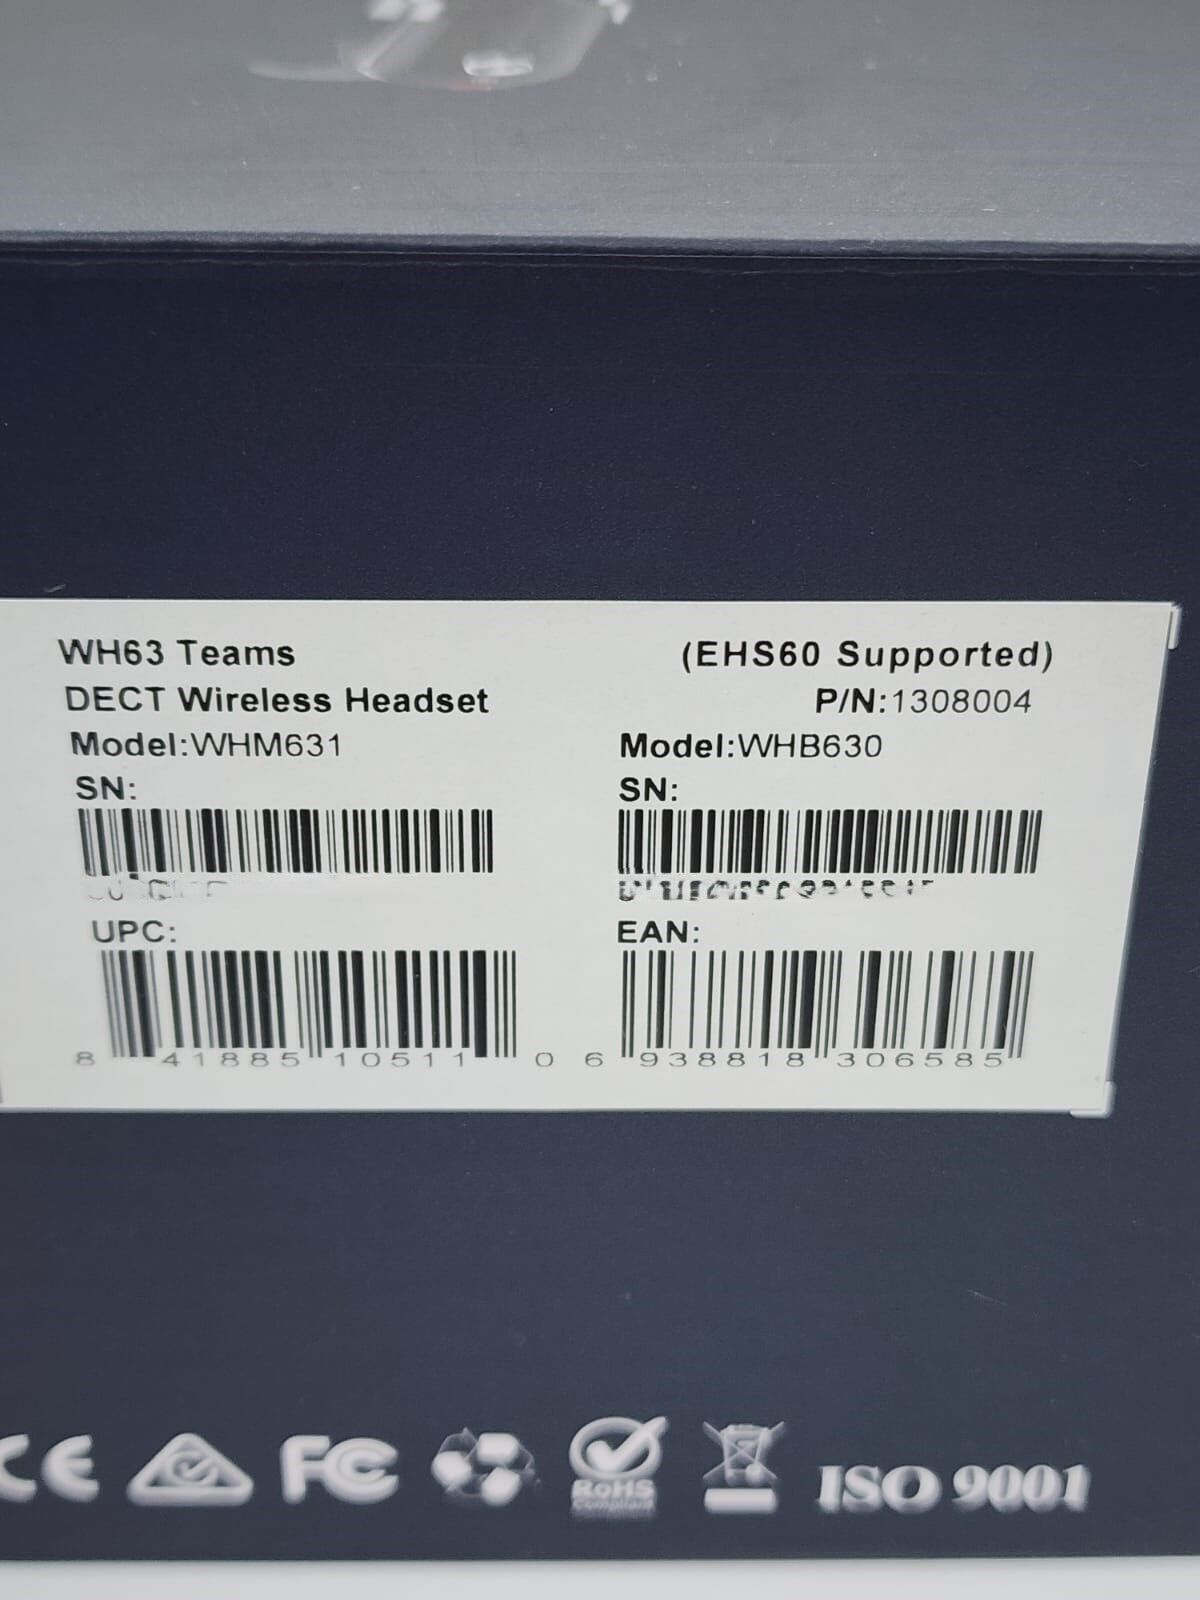 WH63 Teams
(EHS60 Supported)
DECT Wireless Headset
P/N:1308004
Model:WHM631
Model:WHB630
SN:
SN:
UPC:
EAN:
8 41885 10511 0
6 938818 306585
CE
FC
RoHS
Compliant
ISO 9001